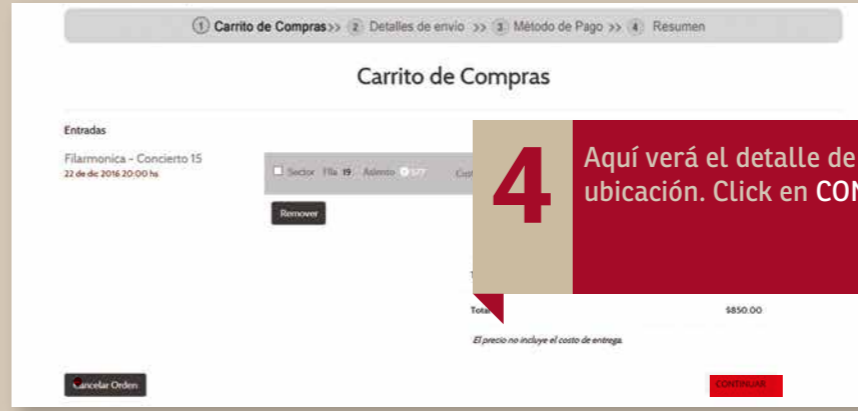 1 Carrito de Compras >> 2 Detalles de envío >> 3 Método de Pago >> 4 Resumen
Carrito de Compras
Entradas
Filarmonica - Concierto 15
22 de dic 2016 20:00 hs
Sector Fila 19 Asiento
Remover
4
Aquí verá el detalle de
ubicación. Click en CON
Total
$850.00
El precio no incluye el costo de entrega.
Cancelar Orden
CONTINUAR